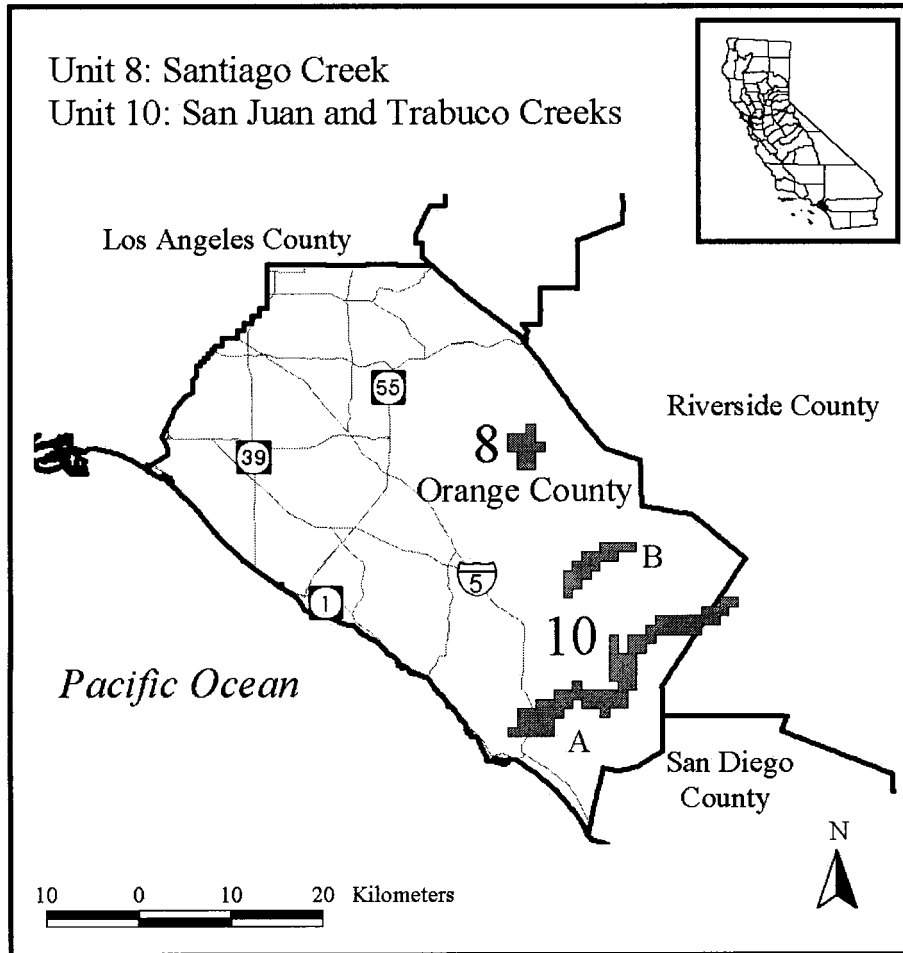 Unit 8: Santiago Creek
Unit 10: San Juan and Trabuco Creeks
Los Angeles County
55
Riverside County
8
39
Orange County
B
5
1
10
Pacific Ocean
A
San Diego
County
N
10 0 10 20 Kilometers